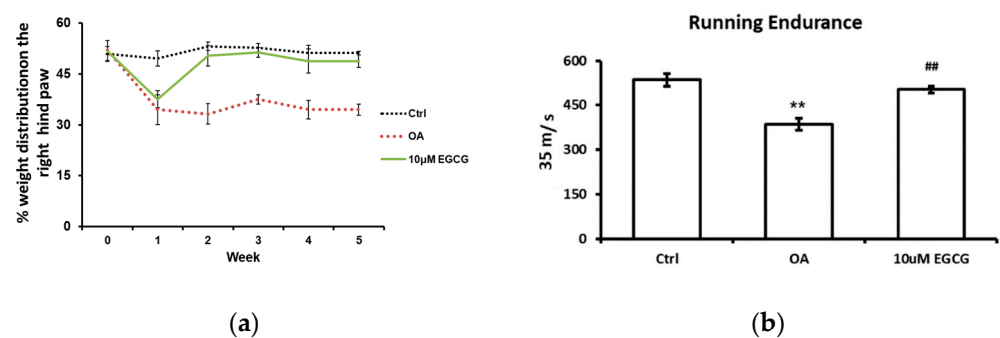 60
45
30
15
0
% weight distributionon the
right hind paw
0 1 2 3 4 5
Week
Ctrl
OA
10μM EGCG
(a)
Running Endurance
600
450
300
150
0
35 m/s
**
##
Ctrl OA 10uM EGCG
(b)